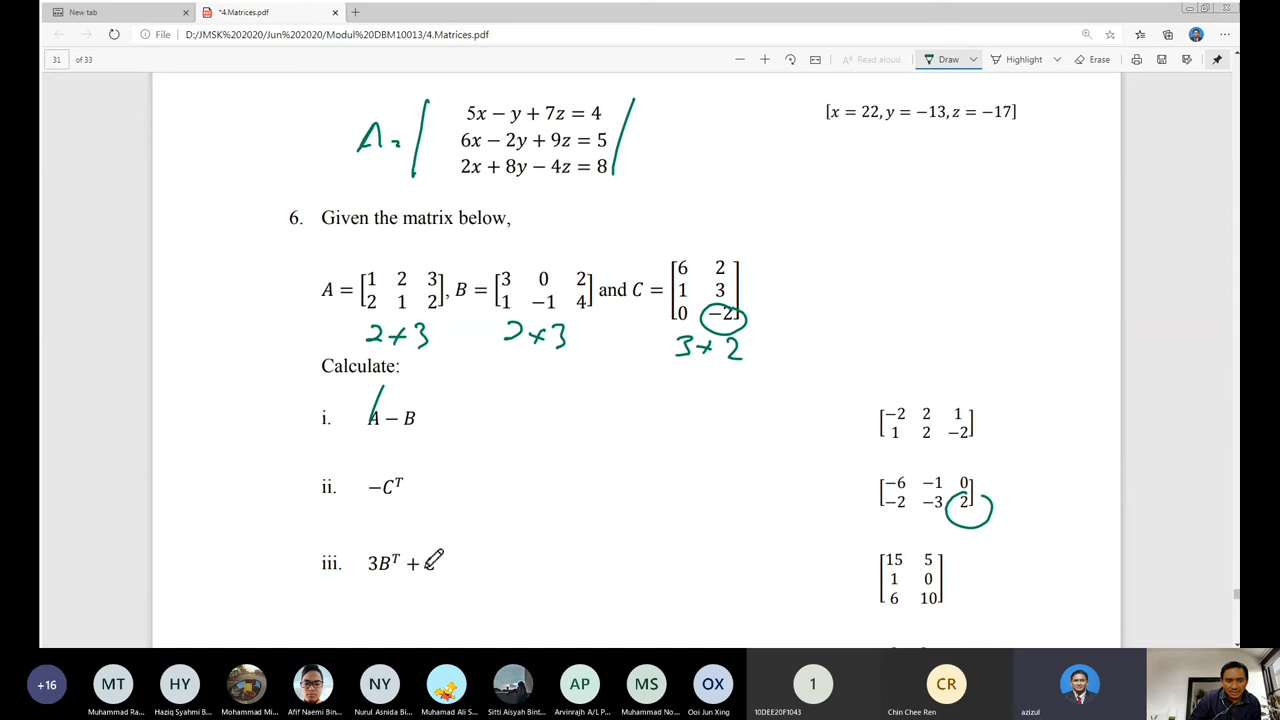 New tab
*4.Matrices.pdf
File D:/JMSK%202020/Jun%202020/Modul%20DBM10013/4.Matrices.pdf
31 of 33
Read aloud
Draw
Highlight
Erase
A =
5x − y + 7z = 4
6x − 2y + 9z = 5
2x + 8y − 4z = 8
[x = 22, y = −13, z = −17]
6. Given the matrix below,
A = [1 2 3
2 1 2], B = [3 0 2
1 −1 4] and C = [6 2
1 3
0 −2]
2 × 3 2 × 3 3 × 2
Calculate:
i. A − B
[−2 2 1
1 2 −2]
ii. −Cᵀ
[−6 −1 0
−2 −3 2]
iii. 3Bᵀ +
[15 5
1 0
6 10]
+16
MT
HY
NY
AP
MS
OX
1
CR
Muhammad Ra...
Haziq Syahmi B...
Mohammad Mi...
Afif Naemi Bin...
Nurul Asnida Bi...
Muhamad Ali S...
Sitti Aisyah Bint...
Arvinrajh A/L P...
Muhammad No...
Ooi Jun Xing
10DEE20F1043
Chin Chee Ren
azizul